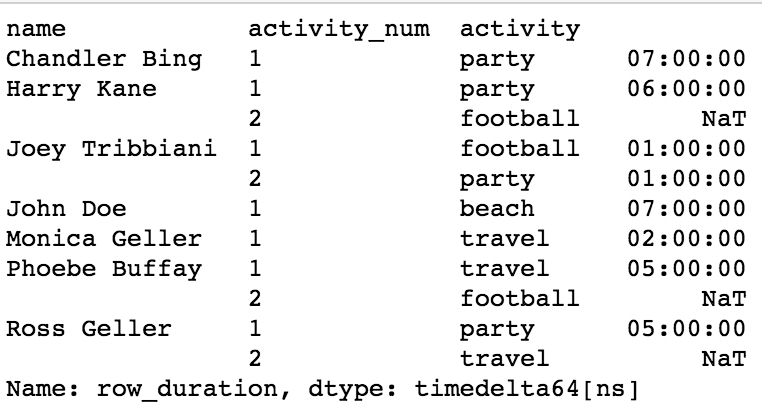 name activity_num activity
Chandler Bing 1 party 07:00:00
Harry Kane 1 party 06:00:00
2 football NaT
Joey Tribbiani 1 football 01:00:00
2 party 01:00:00
John Doe 1 beach 07:00:00
Monica Geller 1 travel 02:00:00
Phoebe Buffay 1 travel 05:00:00
2 football NaT
Ross Geller 1 party 05:00:00
2 travel NaT
Name: row_duration, dtype: timedelta64[ns]